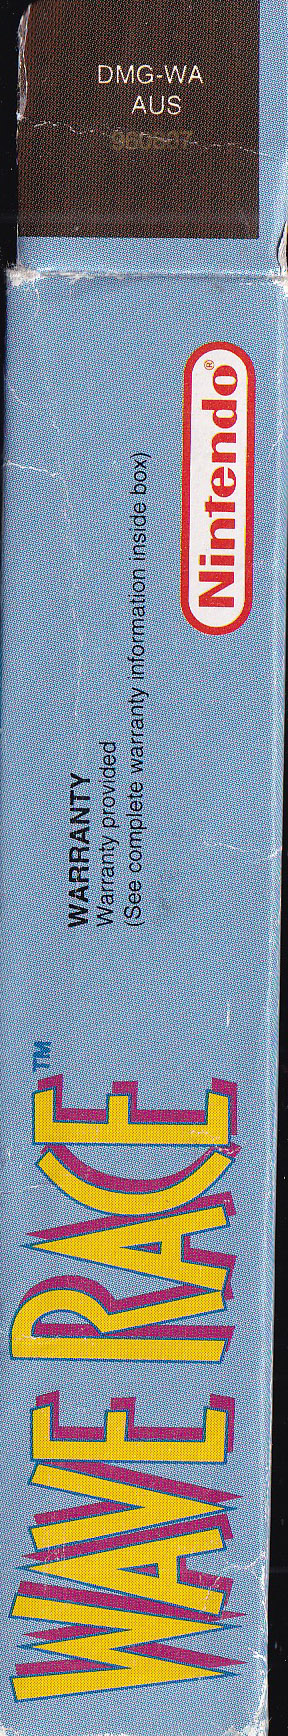 DMG-WA
AUS
Nintendo®
WARRANTY
Warranty provided
(See complete warranty information inside box)
WAVE RACE™